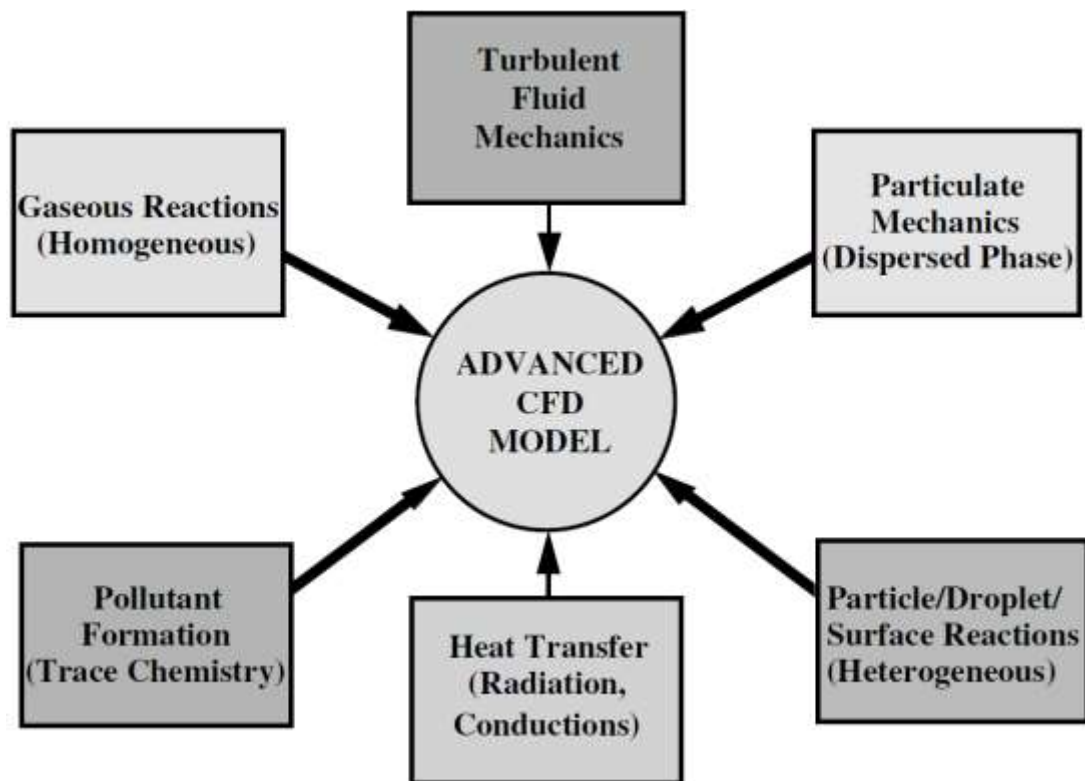 Turbulent
Fluid
Mechanics
Gaseous Reactions
(Homogeneous)
Particulate
Mechanics
(Dispersed Phase)
ADVANCED
CFD
MODEL
Pollutant
Formation
(Trace Chemistry)
Heat Transfer
(Radiation,
Conductions)
Particle/Droplet/
Surface Reactions
(Heterogeneous)